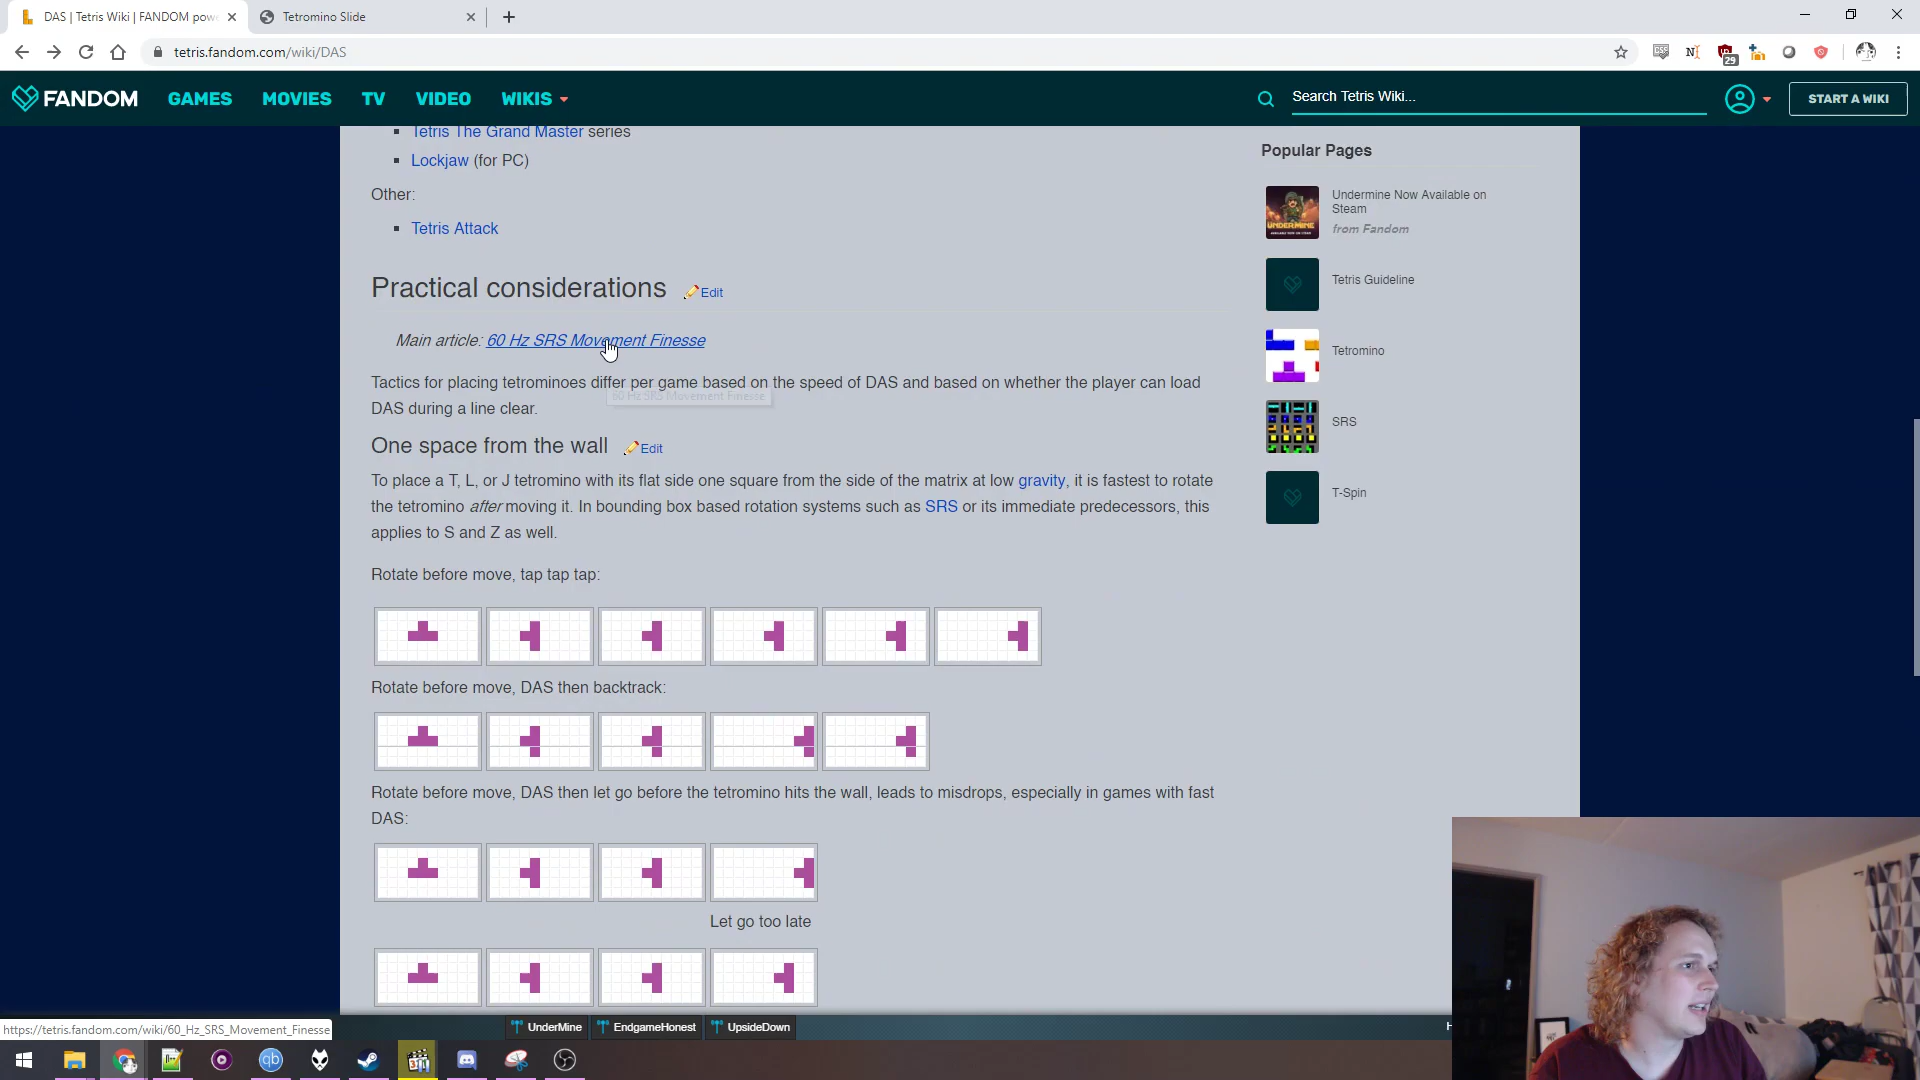 DAS | Tetris Wiki | FANDOM pow
Tetromino Slide
tetris.fandom.com/wiki/DAS
29
FANDOM
GAMES
MOVIES
TV
VIDEO
WIKIS
Search Tetris Wiki...
START A WIKI
Tetris The Grand Master series
Lockjaw (for PC)
Other:
Tetris Attack
Practical considerations
Edit
Main article: 60 Hz SRS Movement Finesse
Tactics for placing tetrominoes differ per game based on the speed of DAS and based on whether the player can load
60 Hz SRS Movement Finesse
DAS during a line clear.
One space from the wall
Edit
To place a T, L, or J tetromino with its flat side one square from the side of the matrix at low gravity, it is fastest to rotate
the tetromino after moving it. In bounding box based rotation systems such as SRS or its immediate predecessors, this
applies to S and Z as well.
Rotate before move, tap tap tap:
Rotate before move, DAS then backtrack:
Rotate before move, DAS then let go before the tetromino hits the wall, leads to misdrops, especially in games with fast
DAS:
Let go too late
Popular Pages
Undermine Now Available on
Steam
from Fandom
UNDERMINE
Tetris Guideline
Tetromino
SRS
T-Spin
https://tetris.fandom.com/wiki/60_Hz_SRS_Movement_Finesse
UnderMine
EndgameHonest
UpsideDown